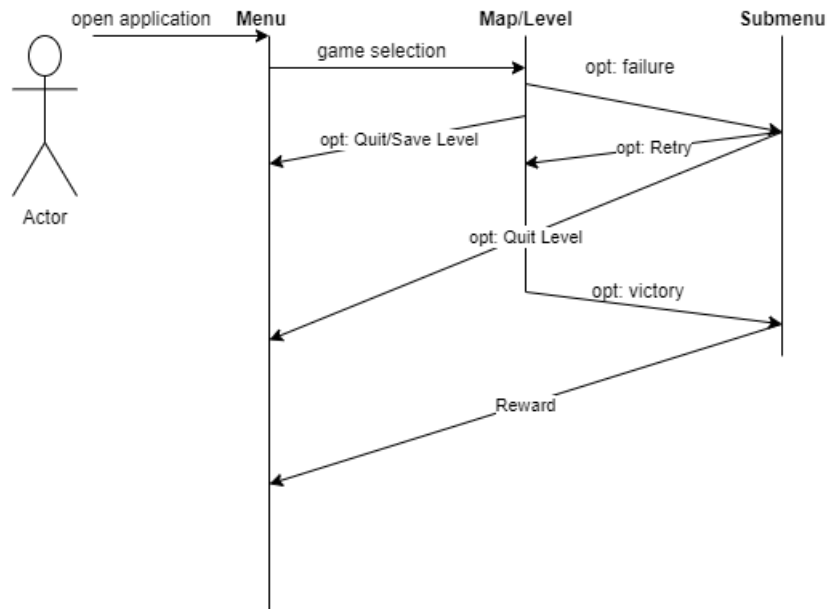 open application
Menu
Map/Level
Submenu
game selection
opt: failure
opt: Quit/Save Level
opt: Retry
Actor
opt: Quit Level
opt: victory
Reward